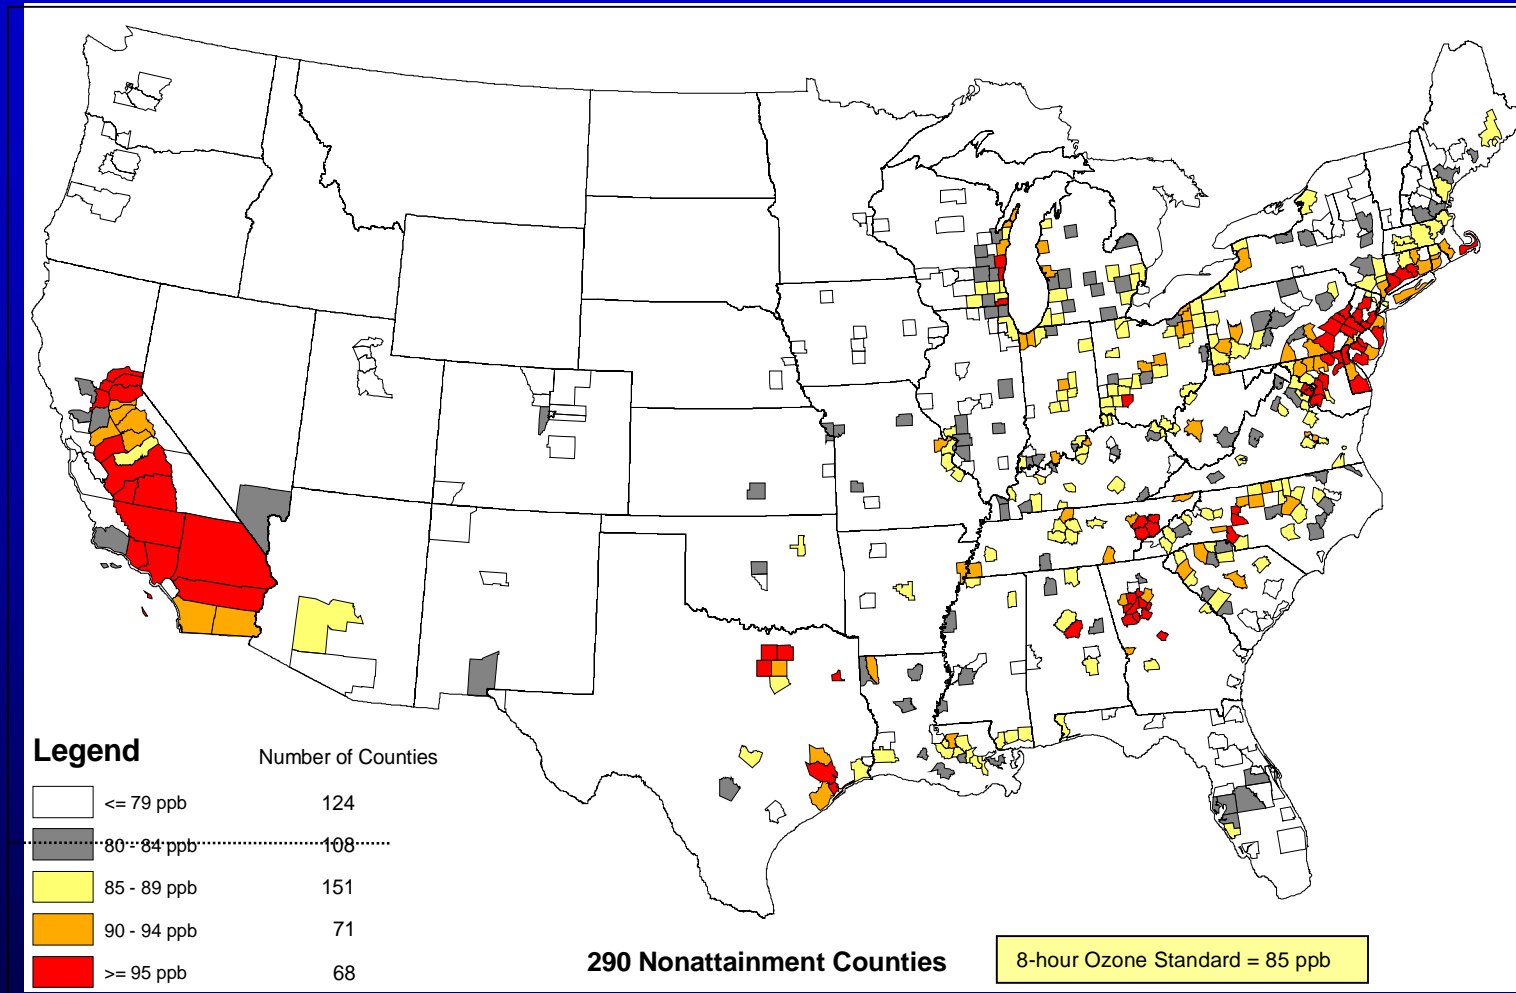 Legend
Number of Counties
<= 79 ppb 124
80 - 84 ppb 108
85 - 89 ppb 151
90 - 94 ppb 71
>= 95 ppb 68
290 Nonattainment Counties
8-hour Ozone Standard = 85 ppb